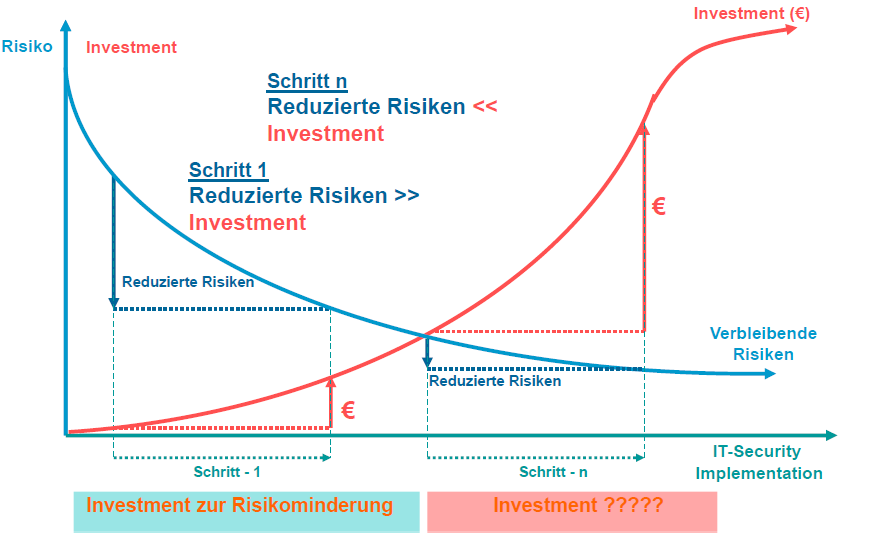 Investment (€)
Risiko
Investment
Schritt n
Reduzierte Risiken <<
Investment
Schritt 1
Reduzierte Risiken >>
Investment
€
Reduzierte Risiken
Verbleibende
Risiken
Reduzierte Risiken
€
IT-Security
Implementation
Schritt - 1
Schritt - n
Investment zur Risikominderung
Investment ?????